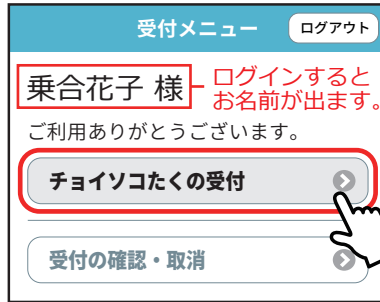 受付メニュー
ログアウト
乗合花子 様
ログインすると
お名前が出ます。
ご利用ありがとうございます。
チョイソコたくの受付
受付の確認・取消